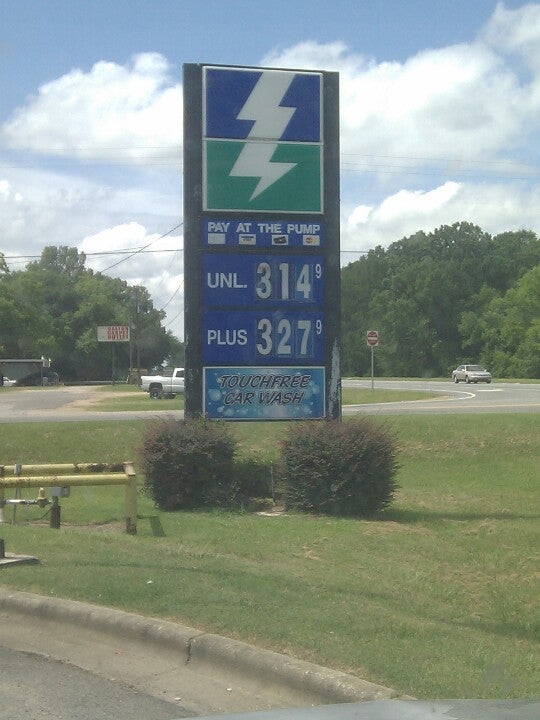 PAY AT THE PUMP
UNL. 314 9
PLUS 327 9
TOUCHFREE
CAR WASH